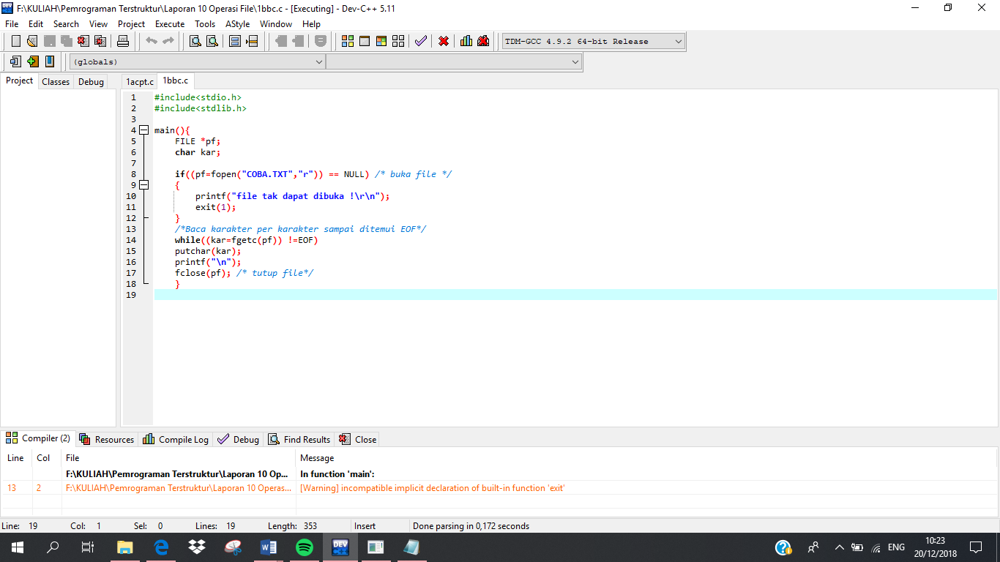 F:\KULIAH\Pemrograman Terstruktur\Laporan 10 Operasi File\1bbc.c - [Executing] - Dev-C++ 5.11
File Edit Search View Project Execute Tools AStyle Window Help
TDM-GCC 4.9.2 64-bit Release
(globals)
Project Classes Debug 1acpt.c 1bbc.c
1 #include<stdio.h>
2 #include<stdlib.h>
3
4 main(){
5 FILE *pf;
6 char kar;
7
8 if((pf=fopen("COBA.TXT","r")) == NULL) /* buka file */
9 {
10 printf("file tak dapat dibuka !\r\n");
11 exit(1);
12 }
13 /*Baca karakter per karakter sampai ditemui EOF*/
14 while((kar=fgetc(pf)) !=EOF)
15 putchar(kar);
16 printf("\n");
17 fclose(pf); /* tutup file*/
18 }
19
Compiler (2) Resources Compile Log Debug Find Results Close
Line Col File Message
F:\KULIAH\Pemrograman Terstruktur\Laporan 10 Op... In function 'main':
13 2 F:\KULIAH\Pemrograman Terstruktur\Laporan 10 Operas... [Warning] incompatible implicit declaration of built-in function 'exit'
Line: 19 Col: 1 Sel: 0 Lines: 19 Length: 353 Insert Done parsing in 0,172 seconds
DEV C++ ENG 10:23
20/12/2018